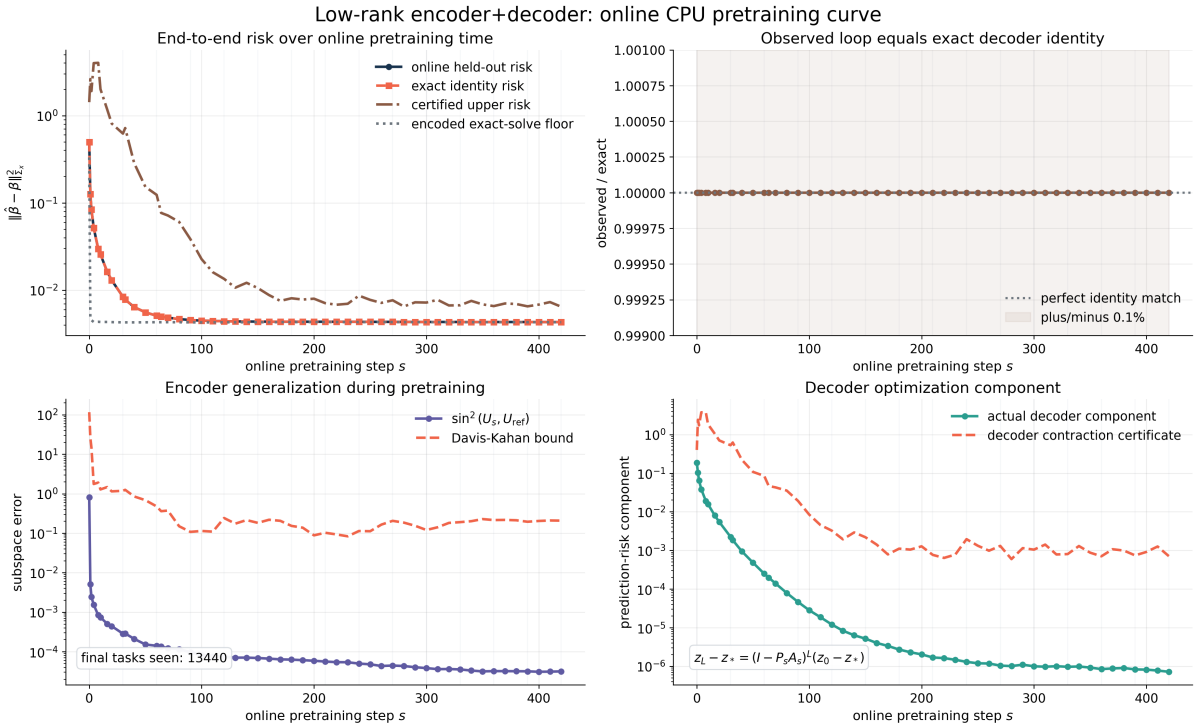 Low-rank encoder+decoder: online CPU pretraining curve
End-to-end risk over online pretraining time
‖β̂ − β‖²_Σₓ
10⁰
10⁻¹
10⁻²
online held-out risk
exact identity risk
certified upper risk
encoded exact-solve floor
0 100 200 300 400
online pretraining step s
Observed loop equals exact decoder identity
observed / exact
1.00100
1.00075
1.00050
1.00025
1.00000
0.99975
0.99950
0.99925
0.99900
perfect identity match
plus/minus 0.1%
0 100 200 300 400
online pretraining step s
Encoder generalization during pretraining
subspace error
10²
10¹
10⁰
10⁻¹
10⁻²
10⁻³
10⁻⁴
sin² (Uₛ, U_ref)
Davis-Kahan bound
final tasks seen: 13440
0 100 200 300 400
online pretraining step s
Decoder optimization component
prediction-risk component
10⁰
10⁻¹
10⁻²
10⁻³
10⁻⁴
10⁻⁵
10⁻⁶
actual decoder component
decoder contraction certificate
z_L − z_* = (I − PₛAₛ)^L(z₀ − z_*)
0 100 200 300 400
online pretraining step s